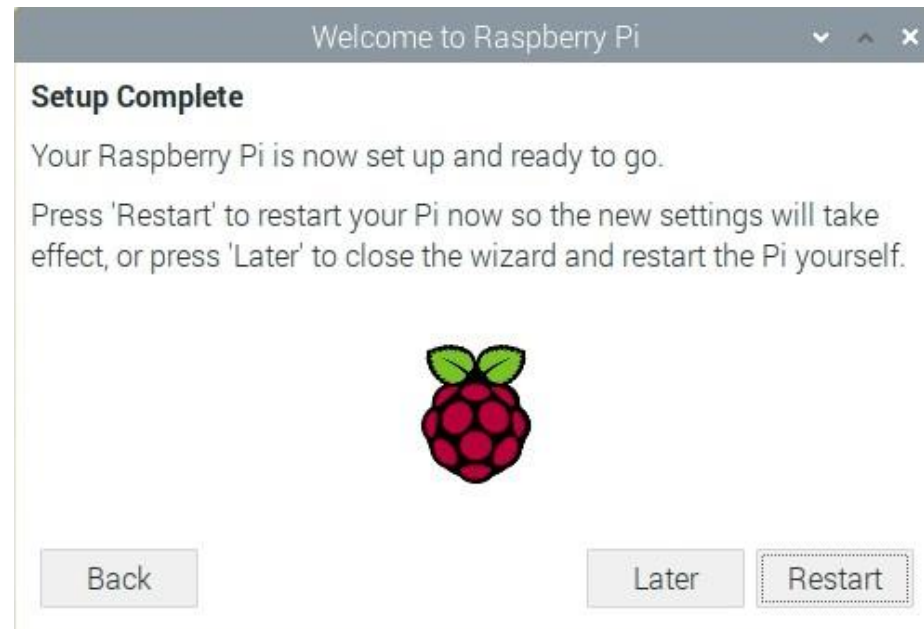 Welcome to Raspberry Pi
Setup Complete
Your Raspberry Pi is now set up and ready to go.
Press 'Restart' to restart your Pi now so the new settings will take
effect, or press 'Later' to close the wizard and restart the Pi yourself.
Back
Later
Restart